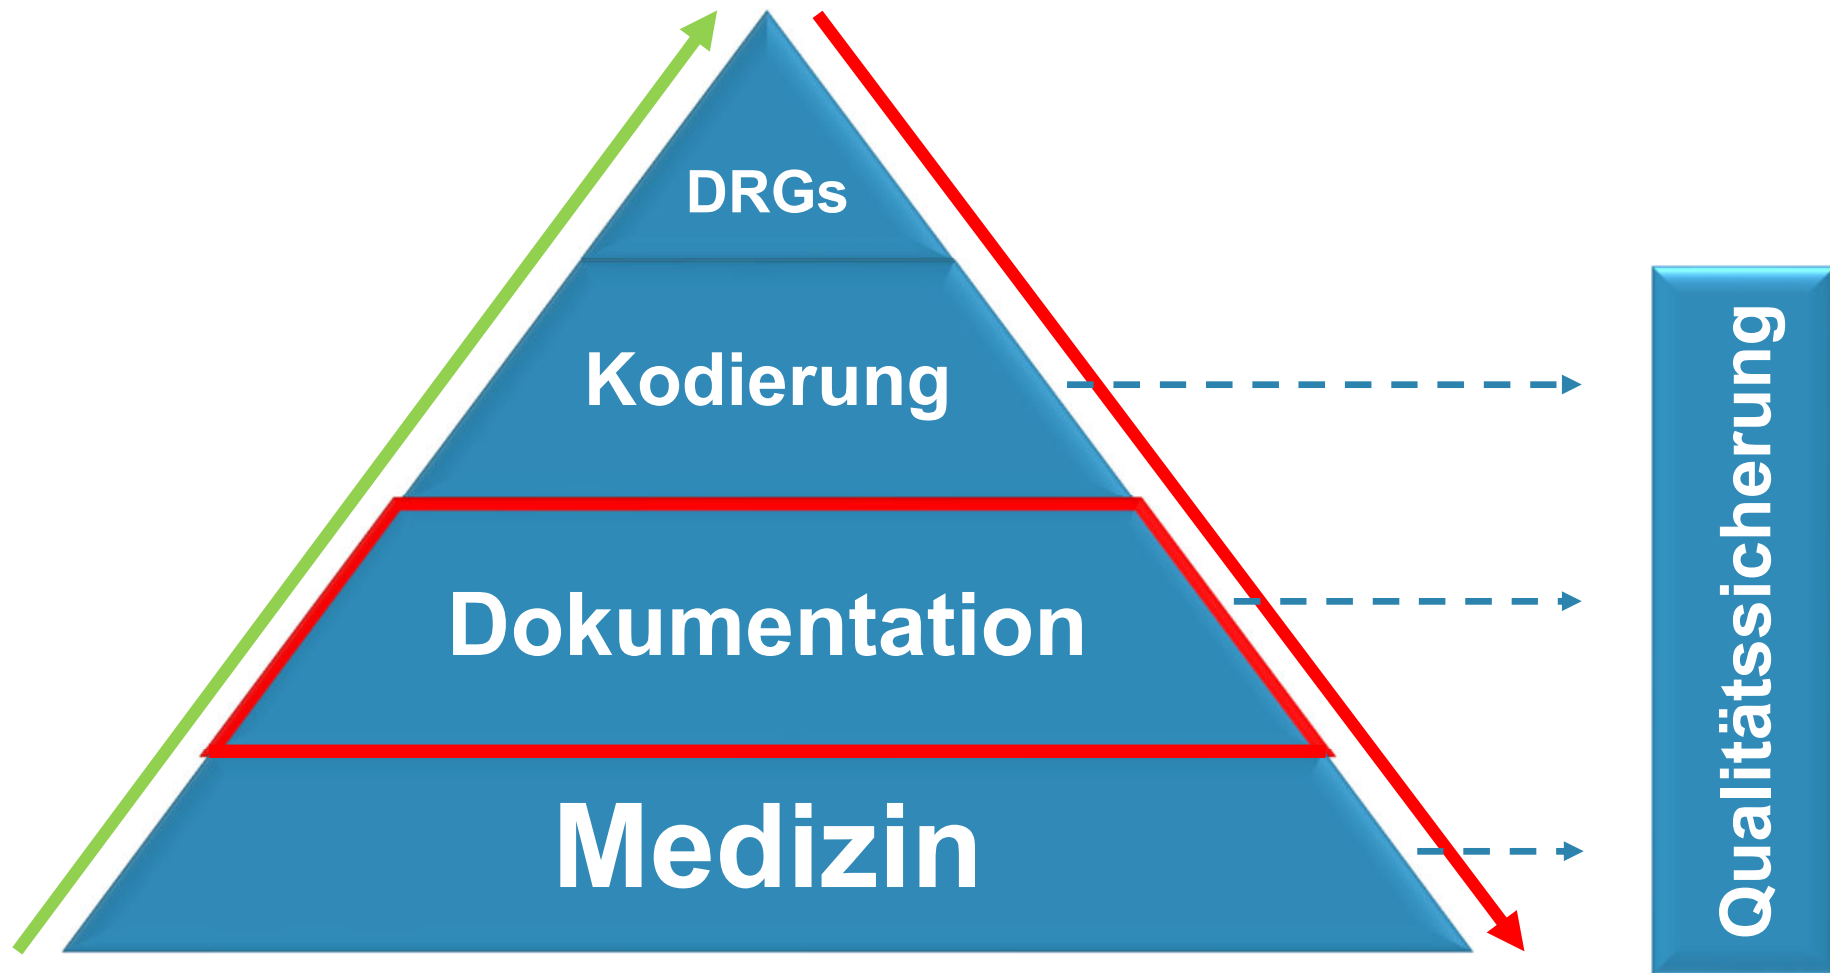 DRGs
Kodierung
Dokumentation
Medizin
Qualitätssicherung